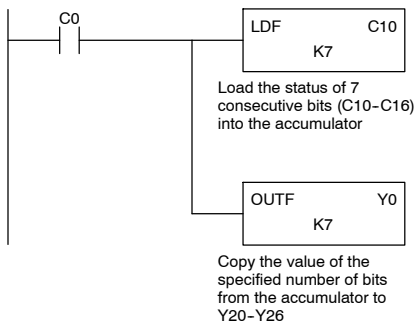 C0
LDF C10
K7
Load the status of 7
consecutive bits (C10-C16)
into the accumulator
OUTF Y0
K7
Copy the value of the
specified number of bits
from the accumulator to
Y20-Y26